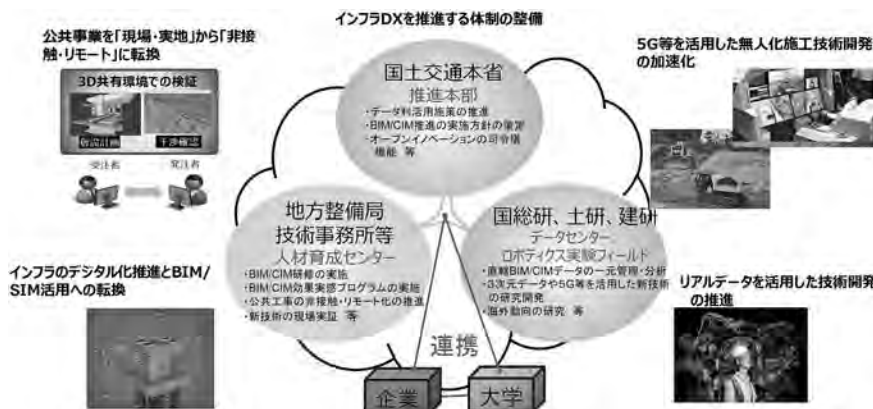 インフラDXを推進する体制の整備
公共事業を「現場・実地」から「非接
触・リモート」に転換
3D共有環境での検証
仮設計画
干渉確認
受注者
発注者
5G等を活用した無人化施工技術開発
の加速化
国土交通本省
推進本部
・データ利活用施策の推進
・BIM/CIM推進の実施方針の策定
・オープンイノベーションの司令塔
機能 等
地方整備局
技術事務所等
人材育成センター
・BIM/CIM研修の実施
・BIM/CIM効果実感プログラムの実施
・公共工事の非接触・リモート化の推進
・新技術の現場実証 等
国総研、土研、建研
データセンター
ロボティクス実験フィールド
・直轄BIM/CIMデータの一元管理・分析
・3次元データや5G等を活用した新技術
の研究開発
・海外動向の研究 等
インフラのデジタル化推進とBIM/
SIM活用への転換
リアルデータを活用した技術開発
の推進
連携
企業
大学